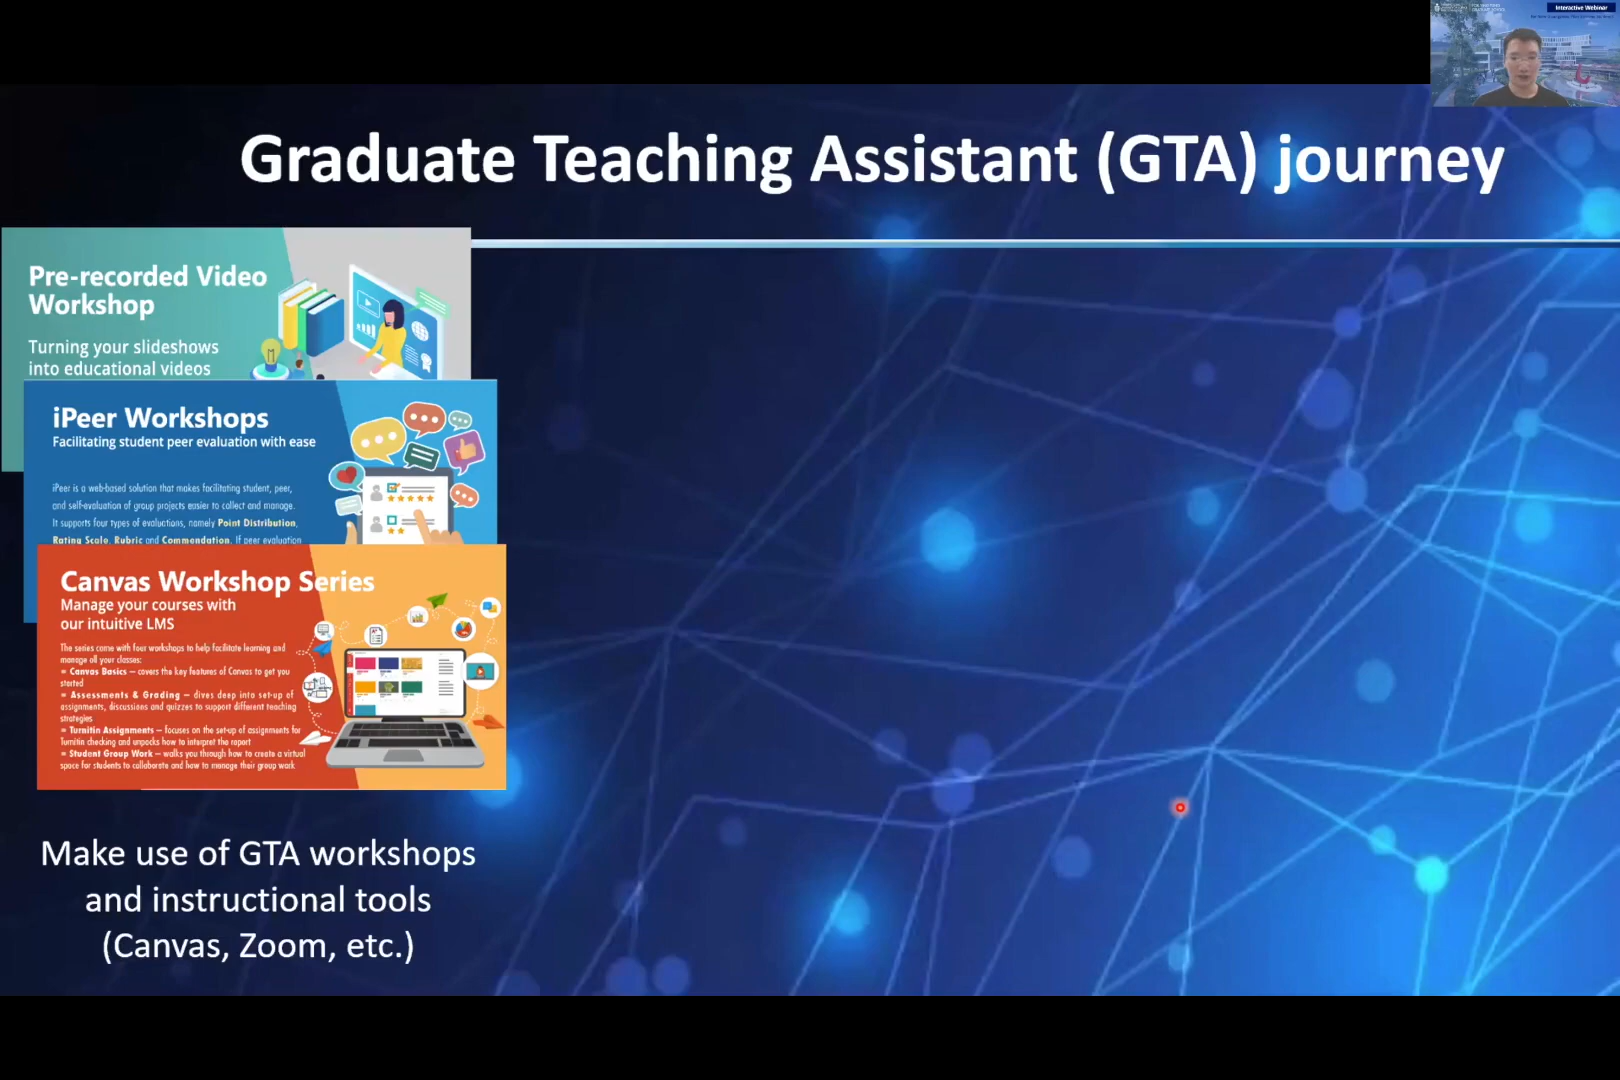 Interactive Webinar
Graduate Teaching Assistant (GTA) journey
Pre-recorded Video
Workshop
Turning your slideshows
into educational videos
iPeer Workshops
Facilitating student peer evaluation with ease
iPeer is a web-based solution that makes facilitating student, peer,
and self-evaluation of group projects easier to collect and manage.
It supports four types of evaluations, namely Point Distribution,
Rating Scale, Rubric and Commendation. If peer evaluation
Canvas Workshop Series
Manage your courses with
our intuitive LMS
The series come with four workshops to help facilitate learning and
manage all your classes:
Canvas Basics – covers the key features of Canvas to get you
started
Assessments & Grading – dives deep into set-up of
assignments, discussions and quizzes to support different teaching
strategies
Turnitin Assignments – focuses on the set-up of assignments for
Turnitin checking and unpacks how to interpret the report
Student Group Work – walks you through how to create a virtual
space for students to collaborate and how to manage their group work
Make use of GTA workshops
and instructional tools
(Canvas, Zoom, etc.)